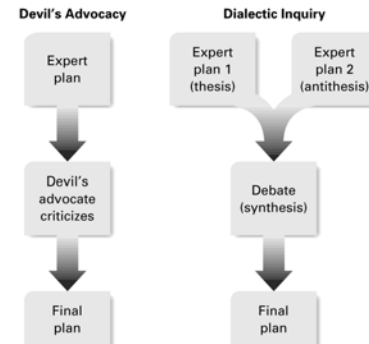 Devil's Advocacy
Expert
plan
Devil's
advocate
criticizes
Final
plan
Dialectic Inquiry
Expert
plan 1
(thesis)
Expert
plan 2
(antithesis)
Debate
(synthesis)
Final
plan